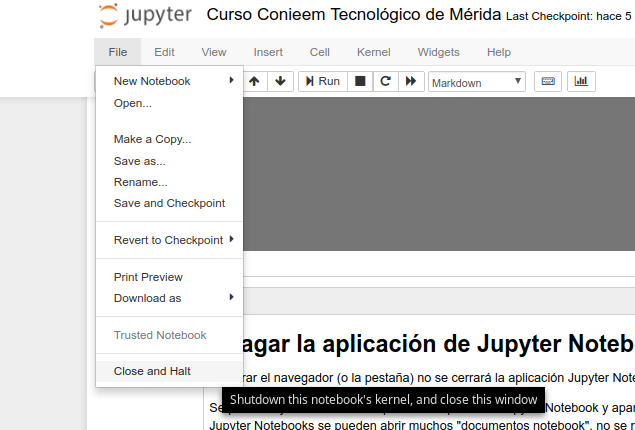 jupyter Curso Conieem Tecnológico de Mérida Last Checkpoint: hace 5
File Edit View Insert Cell Kernel Widgets Help
Run Markdown
New Notebook
Open...
Make a Copy...
Save as...
Rename...
Save and Checkpoint
Revert to Checkpoint
Print Preview
Download as
Trusted Notebook
agar la aplicación de Jupyter Noteb
Close and Halt
rar el navegador (o la pestaña) no se cerrará la aplicación Jupyter Note
Shutdown this notebook's kernel, and close this window
Notebook y apar
Jupyter Notebooks se pueden abrir muchos "documentos notebook", no se r